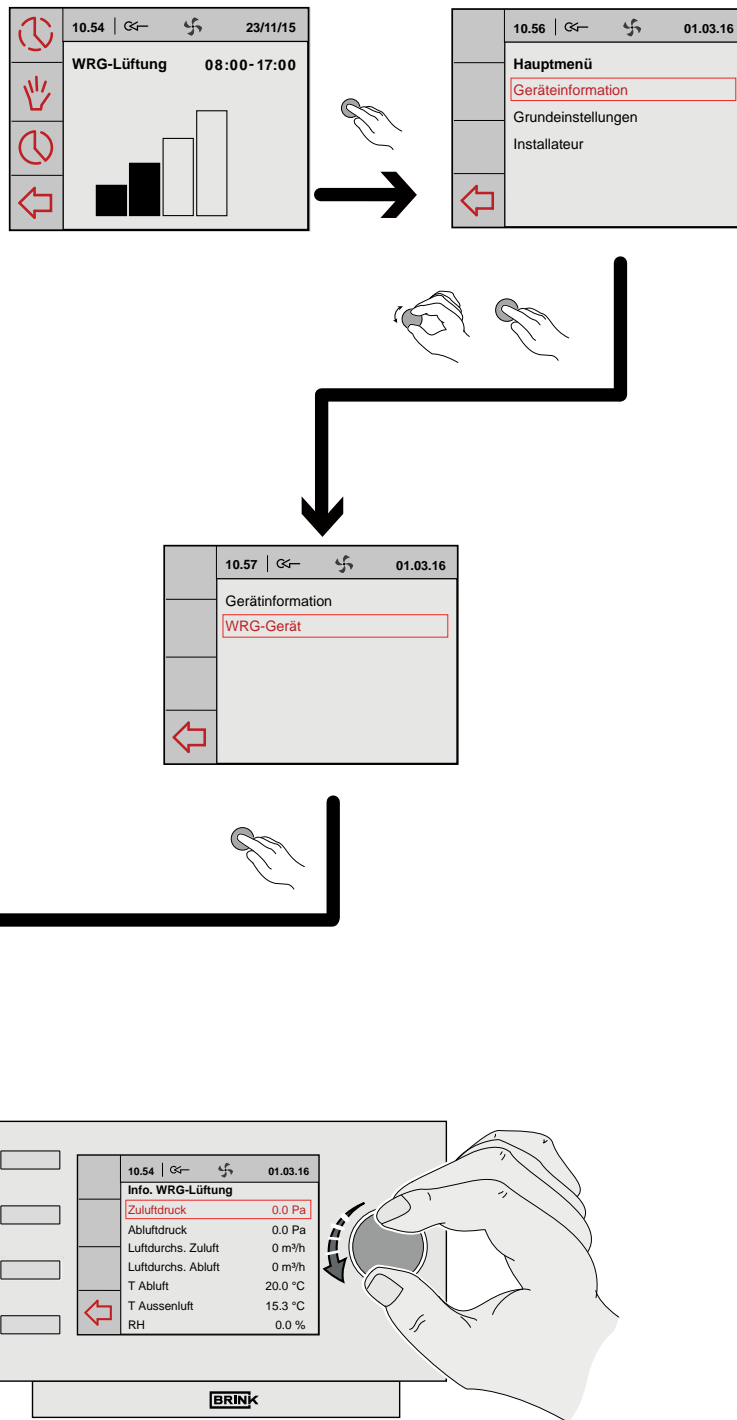 10.54 23/11/15
WRG-Lüftung 08:00-17:00
10.56 01.03.16
Hauptmenü
Geräteinformation
Grundeinstellungen
Installateur
10.57 01.03.16
Gerätinformation
WRG-Gerät
10.54 01.03.16
Info. WRG-Lüftung
Zuluftdruck 0.0 Pa
Abluftdruck 0.0 Pa
Luftdurchs. Zuluft 0 m³/h
Luftdurchs. Abluft 0 m³/h
T Abluft 20.0 °C
T Aussenluft 15.3 °C
RH 0.0 %
BRINK